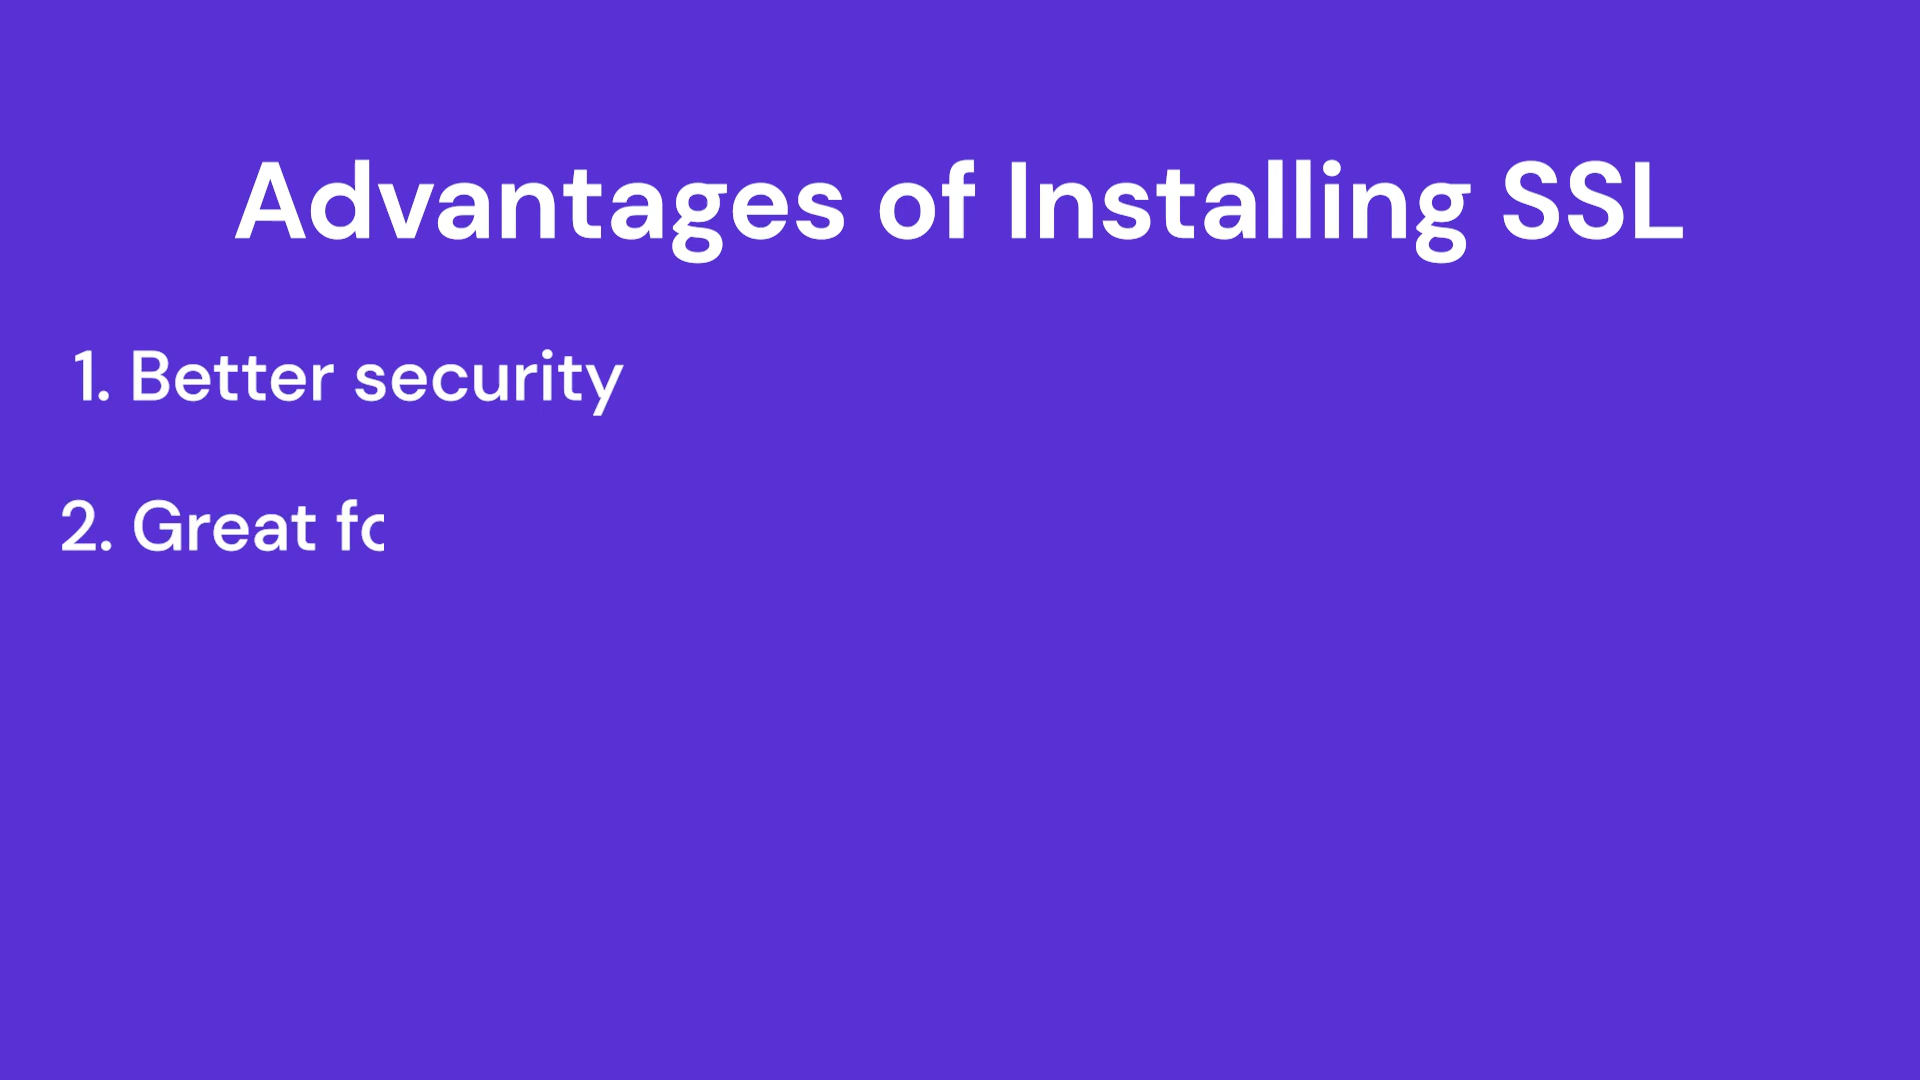 Advantages of Installing SSL
1. Better security
2. Great